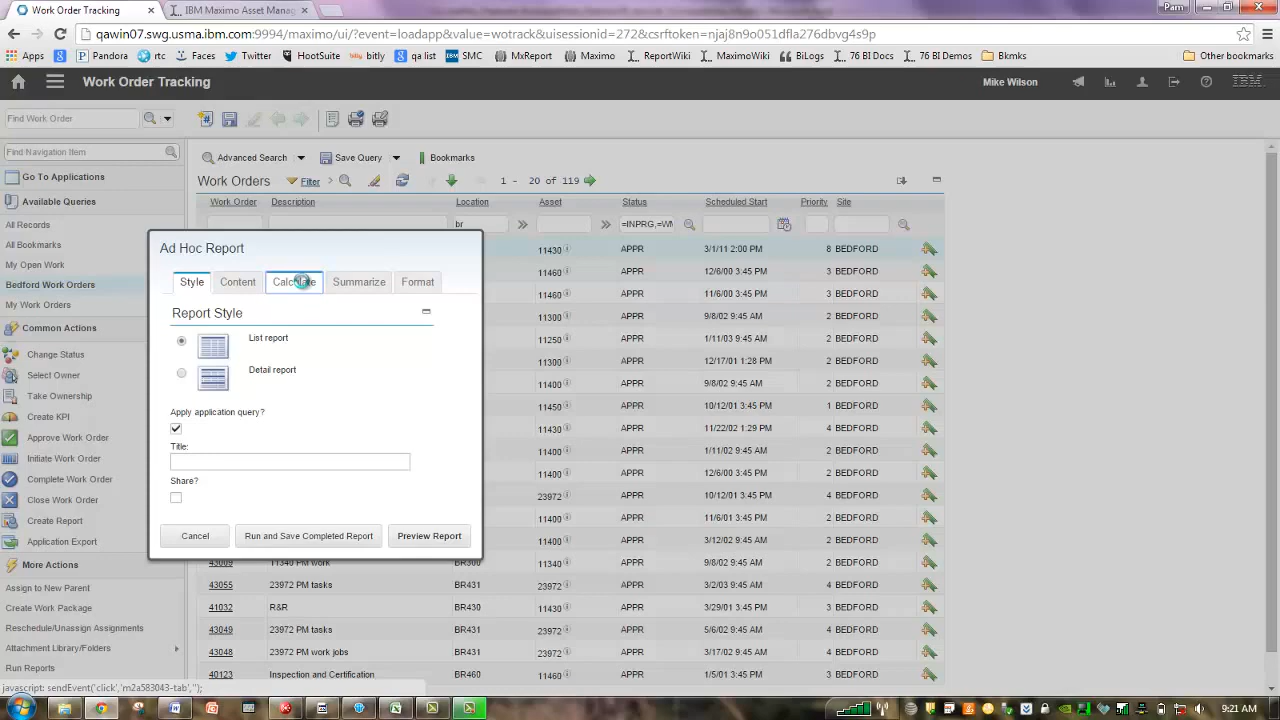 Work Order Tracking
IBM Maximo Asset Manag
Pam
qawin07.swg.usma.ibm.com:9994/maximo/ui/?event=loadapp&value=wotrack&uisessionid=272&csrftoken=njaj8n9o051dfla276dbvg4s9p
Apps Pandora rtc Twitter HootSuite bitly qa list SMC MxReport Maximo ReportWiki MaximoWiki 76 BI Docs BiLogs 76 BI Demos Bkmks Other bookmarks
Work Order Tracking Mike Wilson IBM
Find Work Order
Find Navigation Item
Go To Applications
Available Queries
All Records
All Bookmarks
My Open Work
Bedford Work Orders
My Work Orders
Common Actions
Change Status
Select Owner
Take Ownership
Create KPI
Approve Work Order
Initiate Work Order
Complete Work Order
Close Work Order
Create Report
Application Export
More Actions
Assign to New Parent
Create Work Package
Reschedule/Unassign Assignments
Attachment Library/Folders
Run Reports
javascript: sendEvent('click','m2a583043-tab','');
Advanced Search Save Query Bookmarks
Work Orders Filter 1 - 20 of 119
Work Order Description Location Asset Status Scheduled Start Priority Site
br =INPRG,=WM
11430 APPR 3/1/11 2:00 PM 8 BEDFORD
11460 APPR 12/6/00 3:45 PM 3 BEDFORD
11460 APPR 11/6/00 3:45 PM 3 BEDFORD
11300 APPR 9/8/02 9:45 AM 2 BEDFORD
11250 APPR 1/11/03 9:45 AM 2 BEDFORD
11300 APPR 12/17/01 1:28 PM 2 BEDFORD
11400 APPR 9/8/02 9:45 AM 2 BEDFORD
11450 APPR 10/12/01 3:45 PM 1 BEDFORD
11430 APPR 11/22/02 1:29 PM 4 BEDFORD
11400 APPR 1/11/02 9:45 AM 2 BEDFORD
11400 APPR 12/6/00 3:45 PM 2 BEDFORD
23972 APPR 10/12/01 3:45 PM 4 BEDFORD
11400 APPR 11/6/01 3:45 PM 2 BEDFORD
11400 APPR 3/12/02 9:45 AM 2 BEDFORD
43009 11340 PM work BR300 11340 APPR 9/8/02 9:45 AM 2 BEDFORD
43055 23972 PM tasks BR431 23972 APPR 3/2/03 9:45 AM 4 BEDFORD
41032 R&R BR430 11430 APPR 3/29/01 3:45 PM 3 BEDFORD
43049 23972 PM tasks BR431 23972 APPR 5/6/02 9:45 AM 4 BEDFORD
43048 23972 PM work jobs BR431 23972 APPR 3/17/02 9:45 AM 4 BEDFORD
40123 Inspection and Certification BR460 11460 APPR 1/5/01 3:45 PM 3 BEDFORD
Ad Hoc Report
Style Content Calculate Summarize Format
Report Style
List report
Detail report
Apply application query?
Title:
Share?
Cancel Run and Save Completed Report Preview Report
9:21 AM